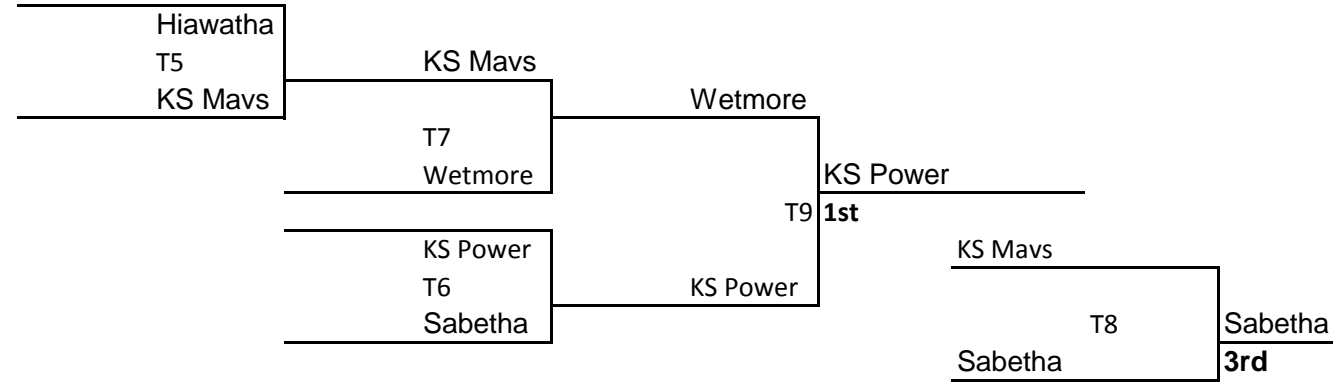 Hiawatha
T5
KS Mavs
KS Mavs
T7
Wetmore
Wetmore
KS Power
T9 1st
KS Power
T6
Sabetha
KS Power
KS Mavs
T8
Sabetha
Sabetha
3rd